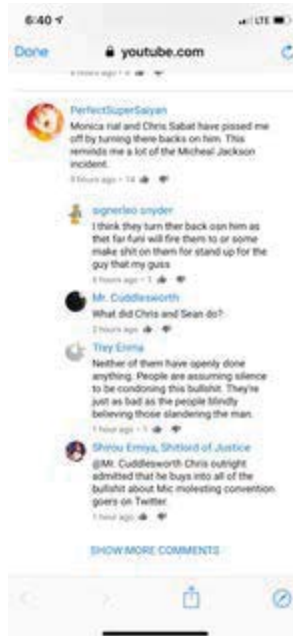 6:40
LTE
Done
youtube.com
PerfectSuperSaiyan
Monica rial and Chris Sabat have pissed me
off by turning there backs on him. This
reminds me a lot of the Micheal Jackson
incident.
9 hours ago • 14
signerleo snyder
I think they turn ther back osn him as
thet far funi will fire them to or some
make shit on them for stand up for the
guy that my guss
6 hours ago • 1
Mr. Cuddlesworth
What did Chris and Sean do?
2 hours ago
Trey Enma
Neither of them have openly done
anything. People are assuming silence
to be condoning this bullshit. They're
just as bad as the people blindly
believing those slandering the man.
1 hour ago • 1
Shirou Emiya, Shitlord of Justice
@Mr. Cuddlesworth Chris outright
admitted that he buys into all of the
bullshit about Mic molesting convention
goers on Twitter.
1 hour ago
SHOW MORE COMMENTS